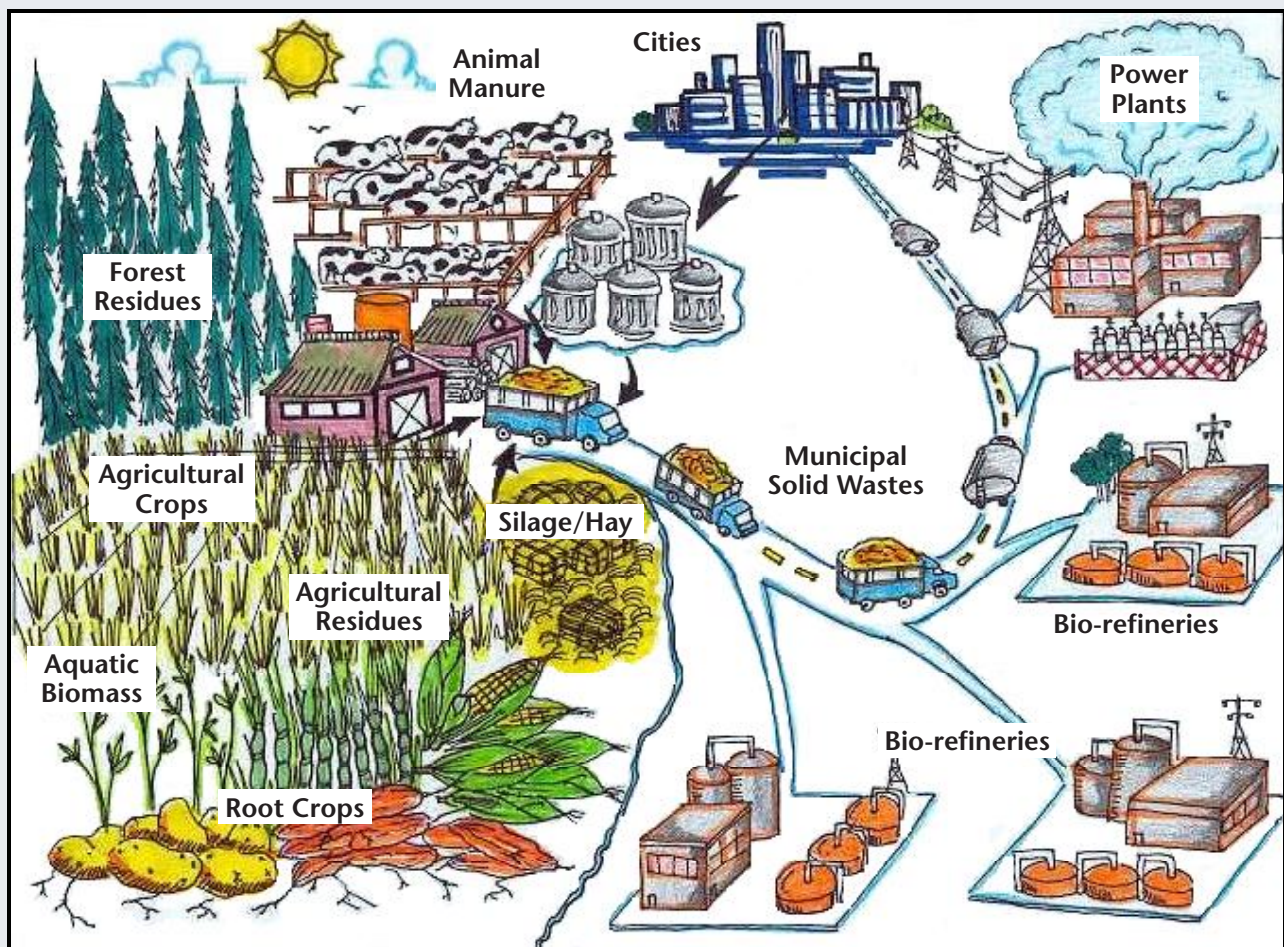 Animal
Manure
Cities
Power
Plants
Forest
Residues
Agricultural
Crops
Municipal
Solid Wastes
Silage/Hay
Agricultural
Residues
Bio-refineries
Aquatic
Biomass
Bio-refineries
Root Crops